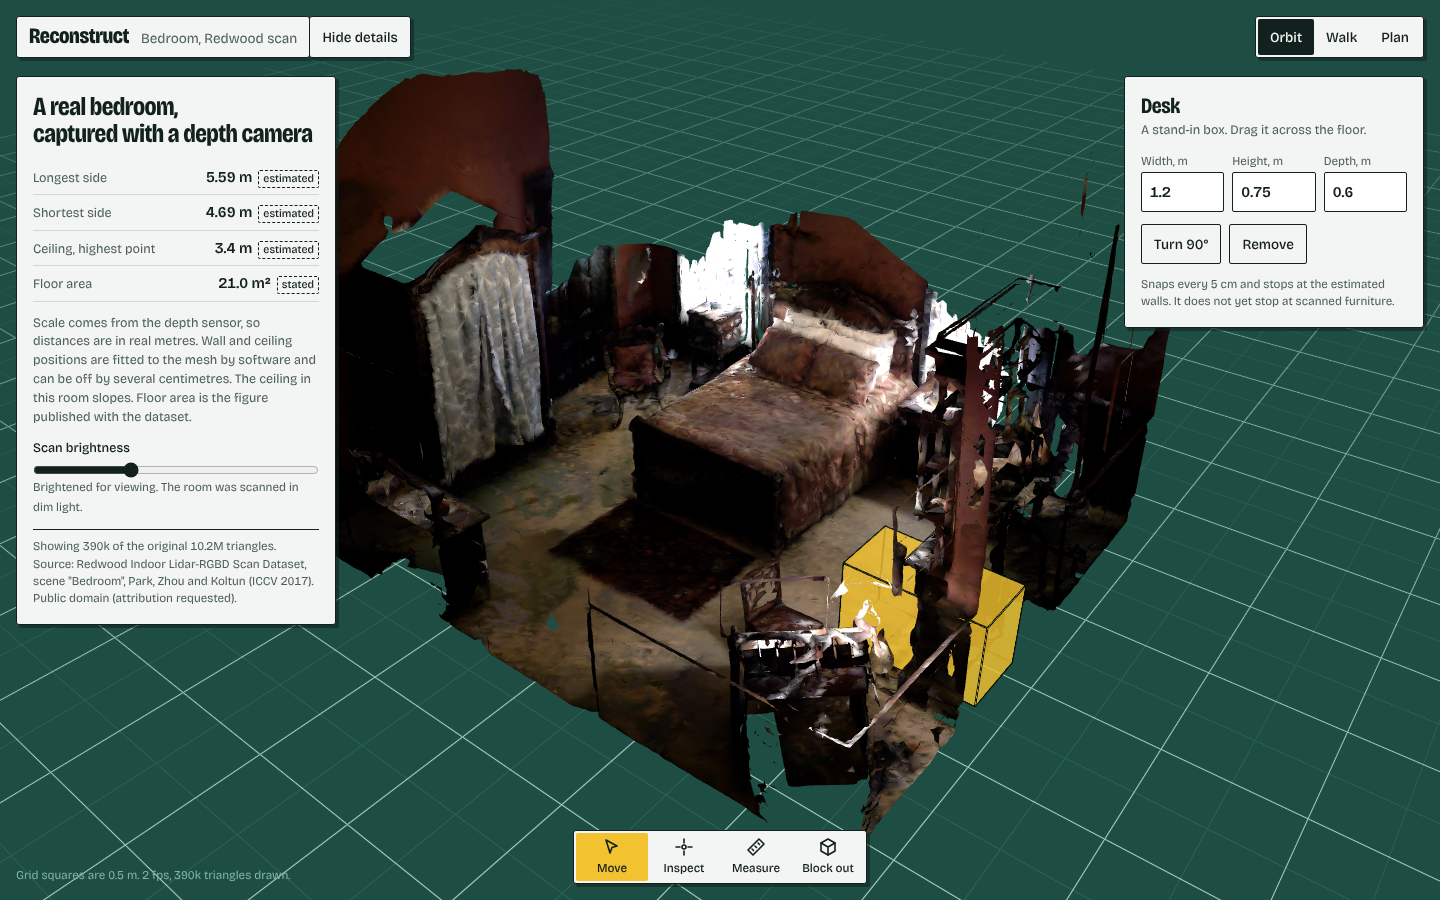 Reconstruct Bedroom, Redwood scan Hide details
Orbit Walk Plan
A real bedroom,
captured with a depth camera
Longest side 5.59 m estimated
Shortest side 4.69 m estimated
Ceiling, highest point 3.4 m estimated
Floor area 21.0 m² stated
Scale comes from the depth sensor, so
distances are in real metres. Wall and ceiling
positions are fitted to the mesh by software and
can be off by several centimetres. The ceiling in
this room slopes. Floor area is the figure
published with the dataset.
Scan brightness
Brightened for viewing. The room was scanned in
dim light.
Showing 390k of the original 10.2M triangles.
Source: Redwood Indoor Lidar-RGBD Scan Dataset,
scene "Bedroom", Park, Zhou and Koltun (ICCV 2017).
Public domain (attribution requested).
Desk
A stand-in box. Drag it across the floor.
Width, m Height, m Depth, m
1.2 0.75 0.6
Turn 90° Remove
Snaps every 5 cm and stops at the estimated
walls. It does not yet stop at scanned furniture.
Move Inspect Measure Block out
Grid squares are 0.5 m. 2 fps, 390k triangles drawn.